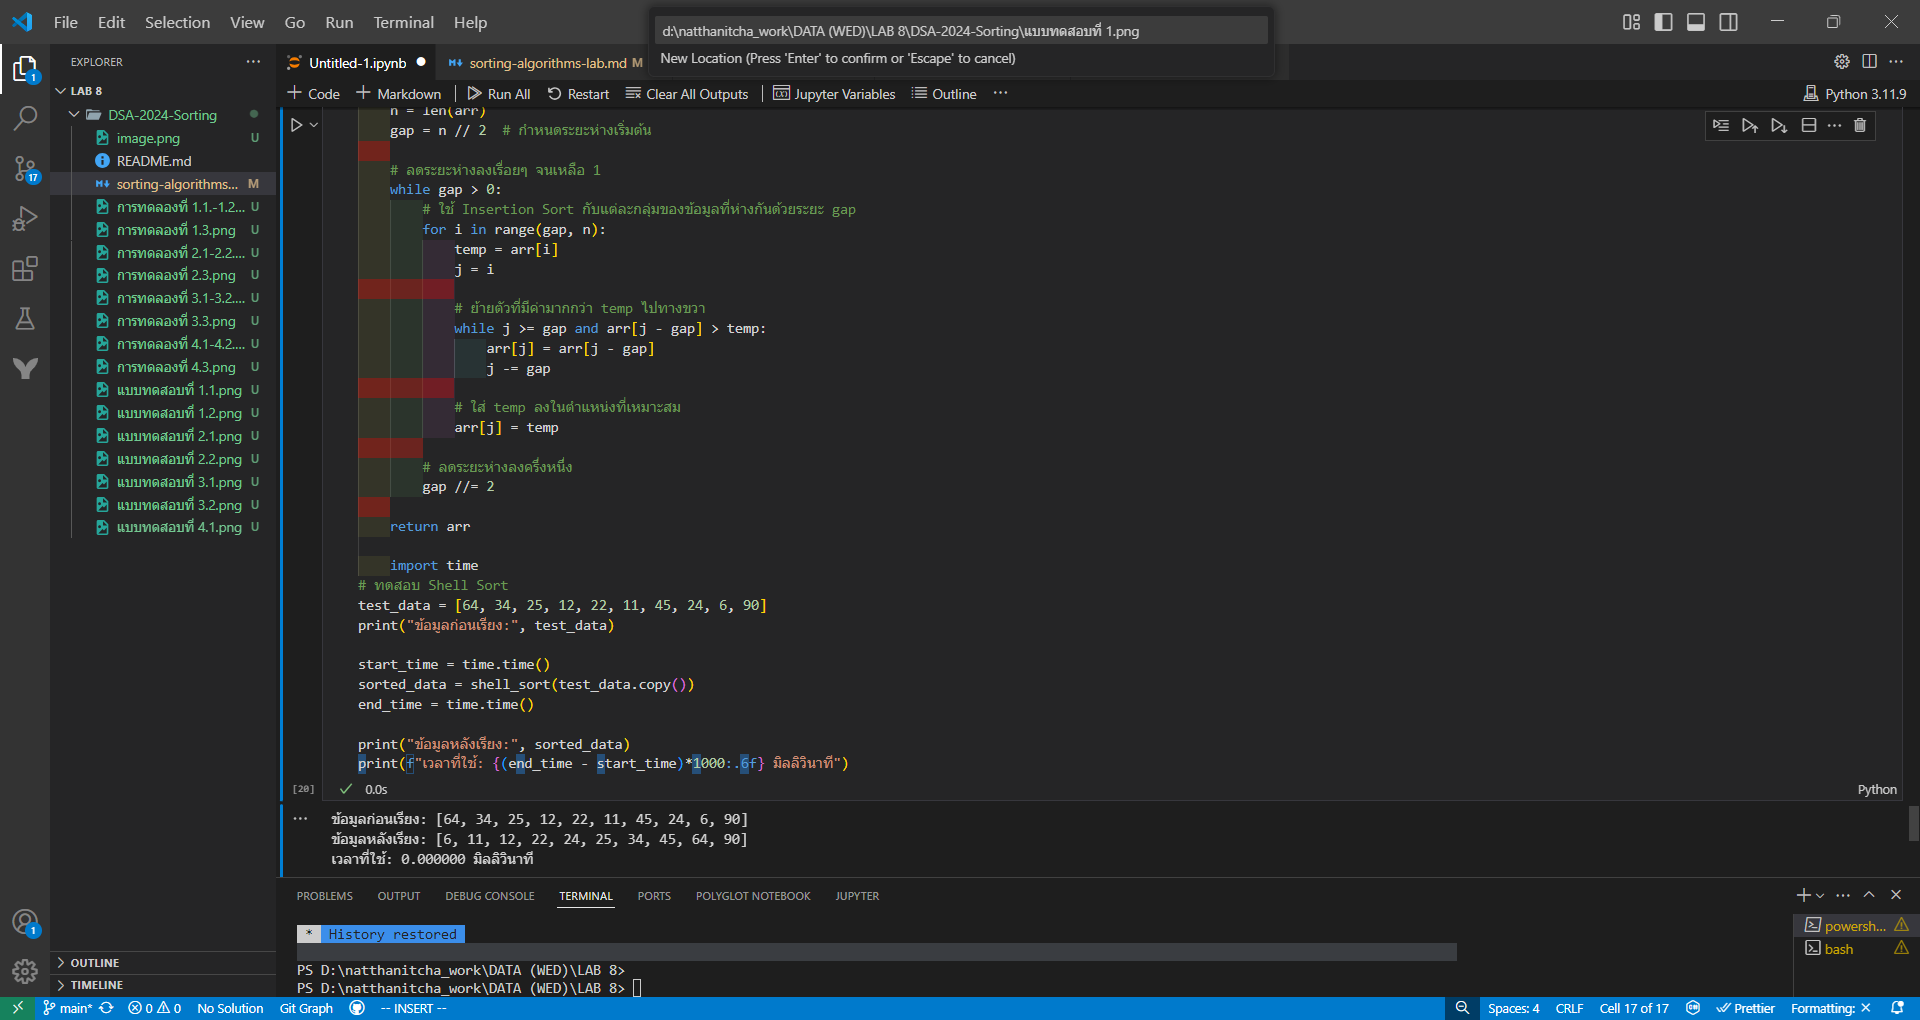 File Edit Selection View Go Run Terminal Help
d:\natthanitcha_work\DATA (WED)\LAB 8\DSA-2024-Sorting\แบบทดสอบที่ 1.png
New Location (Press 'Enter' to confirm or 'Escape' to cancel)
EXPLORER
Untitled-1.ipynb
sorting-algorithms-lab.md M
LAB 8
Code Markdown Run All Restart Clear All Outputs Jupyter Variables Outline
Python 3.11.9
DSA-2024-Sorting
image.png U
README.md
sorting-algorithms... M
การทดลองที่ 1.1.-1.2.... U
การทดลองที่ 1.3.png U
การทดลองที่ 2.1-2.2.... U
การทดลองที่ 2.3.png U
การทดลองที่ 3.1-3.2.... U
การทดลองที่ 3.3.png U
การทดลองที่ 4.1-4.2.... U
การทดลองที่ 4.3.png U
แบบทดสอบที่ 1.1.png U
แบบทดสอบที่ 1.2.png U
แบบทดสอบที่ 2.1.png U
แบบทดสอบที่ 2.2.png U
แบบทดสอบที่ 3.1.png U
แบบทดสอบที่ 3.2.png U
แบบทดสอบที่ 4.1.png U
n = len(arr)
gap = n // 2  # กำหนดระยะห่างเริ่มต้น
# ลดระยะห่างลงเรื่อยๆ จนเหลือ 1
while gap > 0:
# ใช้ Insertion Sort กับแต่ละกลุ่มของข้อมูลที่ห่างกันด้วยระยะ gap
for i in range(gap, n):
temp = arr[i]
j = i
# ย้ายตัวที่มีค่ามากกว่า temp ไปทางขวา
while j >= gap and arr[j - gap] > temp:
arr[j] = arr[j - gap]
j -= gap
# ใส่ temp ลงในตำแหน่งที่เหมาะสม
arr[j] = temp
# ลดระยะห่างลงครึ่งหนึ่ง
gap //= 2
return arr
import time
# ทดสอบ Shell Sort
test_data = [64, 34, 25, 12, 22, 11, 45, 24, 6, 90]
print("ข้อมูลก่อนเรียง:", test_data)
start_time = time.time()
sorted_data = shell_sort(test_data.copy())
end_time = time.time()
print("ข้อมูลหลังเรียง:", sorted_data)
print(f"เวลาที่ใช้: {(end_time - start_time)*1000:.6f} มิลลิวินาที")
[20] 0.0s
Python
ข้อมูลก่อนเรียง: [64, 34, 25, 12, 22, 11, 45, 24, 6, 90]
ข้อมูลหลังเรียง: [6, 11, 12, 22, 24, 25, 34, 45, 64, 90]
เวลาที่ใช้: 0.000000 มิลลิวินาที
PROBLEMS OUTPUT DEBUG CONSOLE TERMINAL PORTS POLYGLOT NOTEBOOK JUPYTER
* History restored
PS D:\natthanitcha_work\DATA (WED)\LAB 8>
PS D:\natthanitcha_work\DATA (WED)\LAB 8>
powersh...
bash
1
17
1
OUTLINE
TIMELINE
main* 0 0 No Solution Git Graph -- INSERT --
Spaces: 4 CRLF Cell 17 of 17 Prettier Formatting: ×